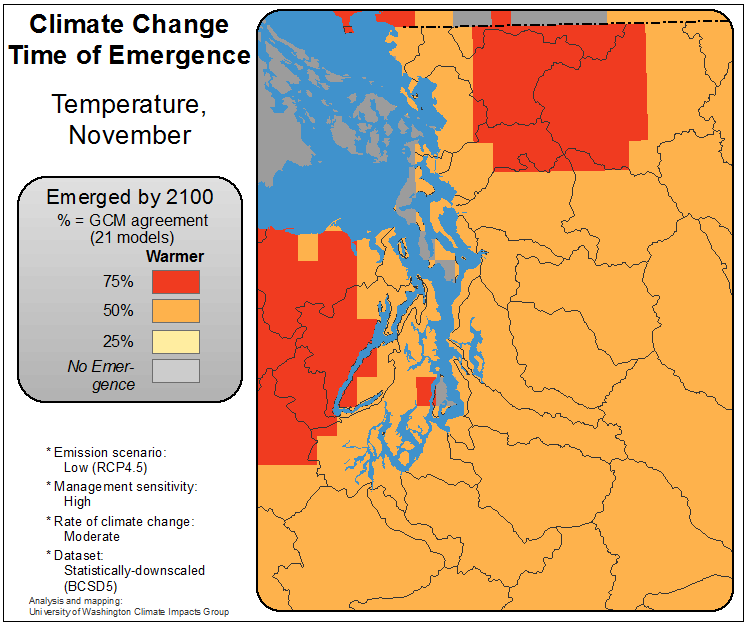 Climate Change
Time of Emergence
Temperature,
November
Emerged by 2100
% = GCM agreement
(21 models)
Warmer
75%
50%
25%
No Emer-
gence
* Emission scenario:
Low (RCP4.5)
* Management sensitivity:
High
* Rate of climate change:
Moderate
* Dataset:
Statistically-downscaled
(BCSD5)
Analysis and mapping:
University of Washington Climate Impacts Group